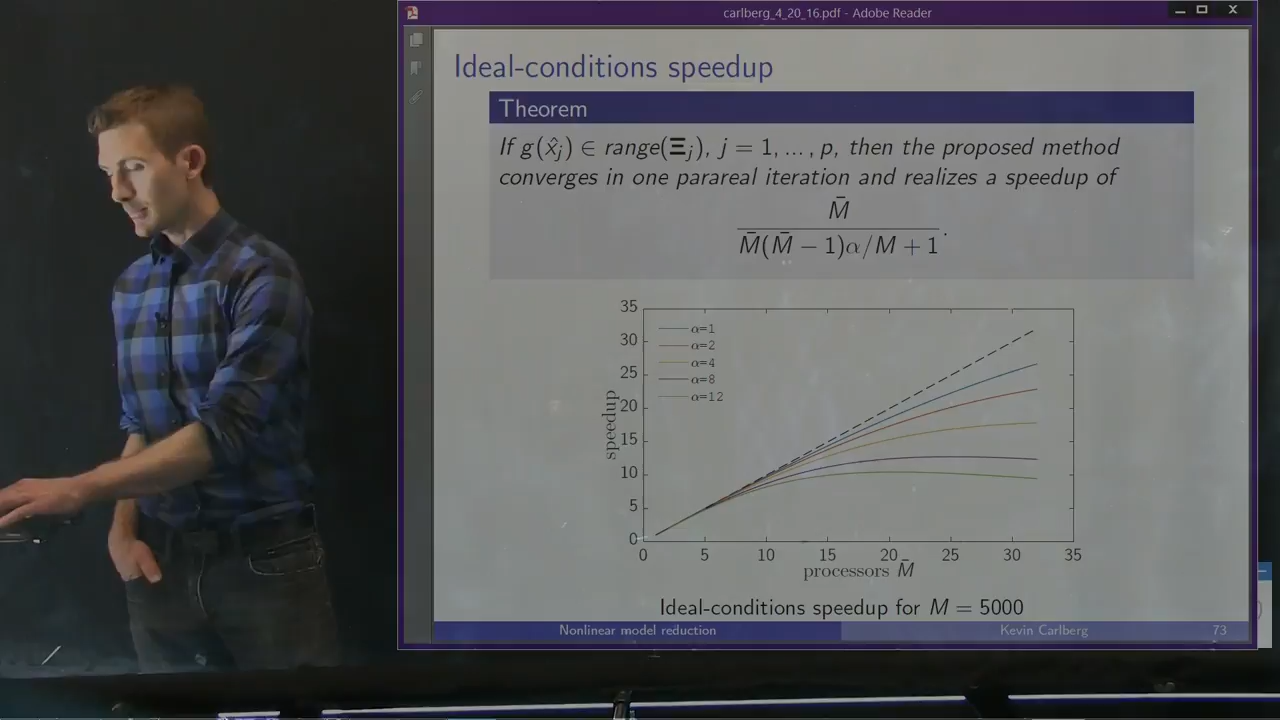 carlberg_4_20_16.pdf - Adobe Reader
Ideal-conditions speedup
Theorem
If g(x̂ⱼ) ∈ range(Ξⱼ), j = 1, ... , p, then the proposed method
converges in one parareal iteration and realizes a speedup of
M̄
M̄(M̄ − 1)α/M + 1
.
35
30
25
20
15
10
5
0
speedup
α=1
α=2
α=4
α=8
α=12
0 5 10 15 20 25 30 35
processors M̄
Ideal-conditions speedup for M = 5000
Nonlinear model reduction Kevin Carlberg 73